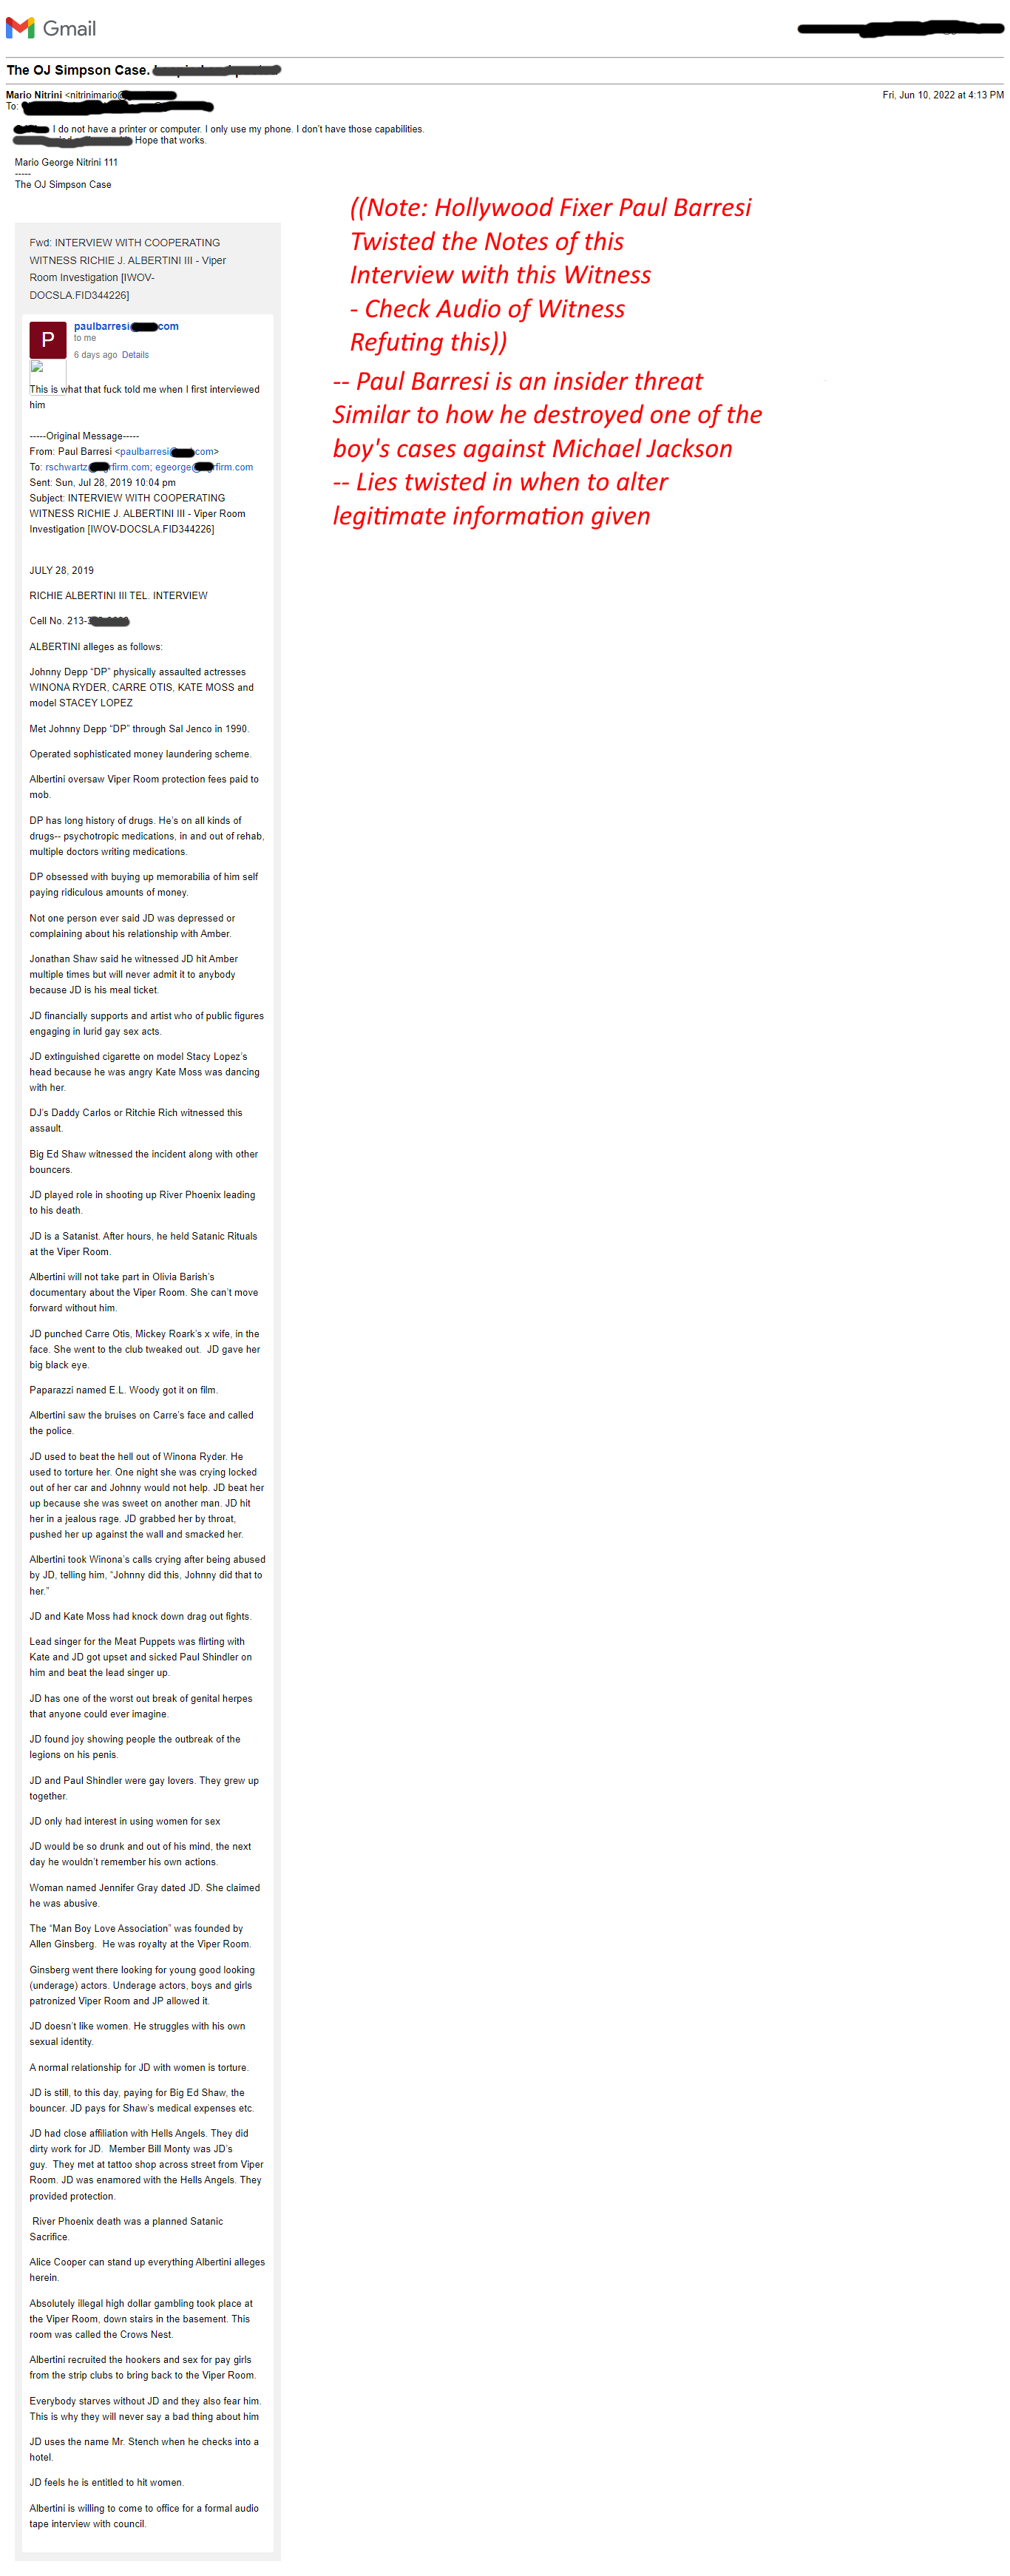 Gmail
The OJ Simpson Case.
Mario Nitrini <nitrinimario@
Fri, Jun 10, 2022 at 4:13 PM
To:
I do not have a printer or computer. I only use my phone. I don't have those capabilities.
Hope that works.
Mario George Nitrini 111
-----
The OJ Simpson Case
((Note: Hollywood Fixer Paul Barresi
Twisted the Notes of this
Interview with this Witness
- Check Audio of Witness
Refuting this))
-- Paul Barresi is an insider threat
Similar to how he destroyed one of the
boy's cases against Michael Jackson
-- Lies twisted in when to alter
legitimate information given
Fwd: INTERVIEW WITH COOPERATING
WITNESS RICHIE J. ALBERTINI III - Viper
Room Investigation [IWOV-
DOCSLA.FID344226]
P
paulbarresi com
to me
6 days ago Details
This is what that fuck told me when I first interviewed
him
-----Original Message-----
From: Paul Barresi <paulbarresi .com>
To: rschwartz rfirm.com; egeorge rfirm.com
Sent: Sun, Jul 28, 2019 10:04 pm
Subject: INTERVIEW WITH COOPERATING
WITNESS RICHIE J. ALBERTINI III - Viper Room
Investigation [IWOV-DOCSLA.FID344226]
JULY 28, 2019
RICHIE ALBERTINI III TEL. INTERVIEW
Cell No. 213-
ALBERTINI alleges as follows:
Johnny Depp “DP” physically assaulted actresses
WINONA RYDER, CARRE OTIS, KATE MOSS and
model STACEY LOPEZ
Met Johnny Depp “DP” through Sal Jenco in 1990.
Operated sophisticated money laundering scheme.
Albertini oversaw Viper Room protection fees paid to
mob.
DP has long history of drugs. He’s on all kinds of
drugs-- psychotropic medications, in and out of rehab,
multiple doctors writing medications.
DP obsessed with buying up memorabilia of him self
paying ridiculous amounts of money.
Not one person ever said JD was depressed or
complaining about his relationship with Amber.
Jonathan Shaw said he witnessed JD hit Amber
multiple times but will never admit it to anybody
because JD is his meal ticket.
JD financially supports and artist who of public figures
engaging in lurid gay sex acts.
JD extinguished cigarette on model Stacy Lopez’s
head because he was angry Kate Moss was dancing
with her.
DJ’s Daddy Carlos or Ritchie Rich witnessed this
assault.
Big Ed Shaw witnessed the incident along with other
bouncers.
JD played role in shooting up River Phoenix leading
to his death.
JD is a Satanist. After hours, he held Satanic Rituals
at the Viper Room.
Albertini will not take part in Olivia Barish’s
documentary about the Viper Room. She can’t move
forward without him.
JD punched Carre Otis, Mickey Roark’s x wife, in the
face. She went to the club tweaked out.  JD gave her
big black eye.
Paparazzi named E.L. Woody got it on film.
Albertini saw the bruises on Carre’s face and called
the police.
JD used to beat the hell out of Winona Ryder. He
used to torture her. One night she was crying locked
out of her car and Johnny would not help. JD beat her
up because she was sweet on another man. JD hit
her in a jealous rage. JD grabbed her by throat,
pushed her up against the wall and smacked her.
Albertini took Winona’s calls crying after being abused
by JD, telling him, “Johnny did this, Johnny did that to
her.”
JD and Kate Moss had knock down drag out fights.
Lead singer for the Meat Puppets was flirting with
Kate and JD got upset and sicked Paul Shindler on
him and beat the lead singer up.
JD has one of the worst out break of genital herpes
that anyone could ever imagine.
JD found joy showing people the outbreak of the
legions on his penis.
JD and Paul Shindler were gay lovers. They grew up
together.
JD only had interest in using women for sex
JD would be so drunk and out of his mind, the next
day he wouldn’t remember his own actions.
Woman named Jennifer Gray dated JD. She claimed
he was abusive.
The “Man Boy Love Association” was founded by
Allen Ginsberg.  He was royalty at the Viper Room.
Ginsberg went there looking for young good looking
(underage) actors. Underage actors, boys and girls
patronized Viper Room and JP allowed it.
JD doesn’t like women. He struggles with his own
sexual identity.
A normal relationship for JD with women is torture.
JD is still, to this day, paying for Big Ed Shaw, the
bouncer. JD pays for Shaw’s medical expenses etc.
JD had close affiliation with Hells Angels. They did
dirty work for JD.  Member Bill Monty was JD’s
guy.  They met at tattoo shop across street from Viper
Room. JD was enamored with the Hells Angels. They
provided protection.
River Phoenix death was a planned Satanic
Sacrifice.
Alice Cooper can stand up everything Albertini alleges
herein.
Absolutely illegal high dollar gambling took place at
the Viper Room, down stairs in the basement. This
room was called the Crows Nest.
Albertini recruited the hookers and sex for pay girls
from the strip clubs to bring back to the Viper Room.
Everybody starves without JD and they also fear him.
This is why they will never say a bad thing about him
JD uses the name Mr. Stench when he checks into a
hotel.
JD feels he is entitled to hit women.
Albertini is willing to come to office for a formal audio
tape interview with council.